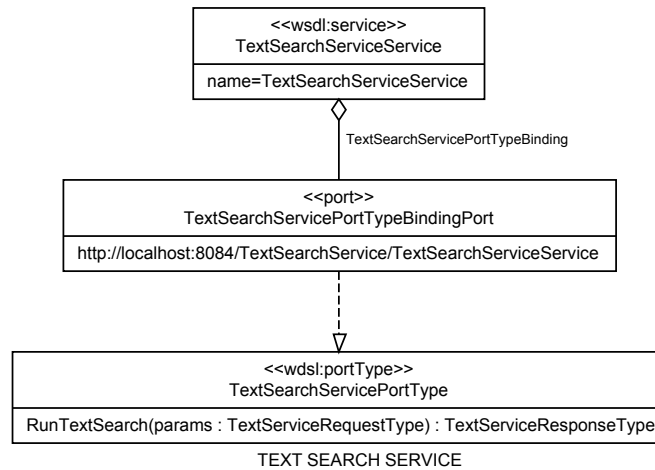 <<wsdl:service>>
TextSearchServiceService
name=TextSearchServiceService
TextSearchServicePortTypeBinding
<<port>>
TextSearchServicePortTypeBindingPort
http://localhost:8084/TextSearchService/TextSearchServiceService
<<wdsl:portType>>
TextSearchServicePortType
RunTextSearch(params : TextServiceRequestType) : TextServiceResponseType
TEXT SEARCH SERVICE